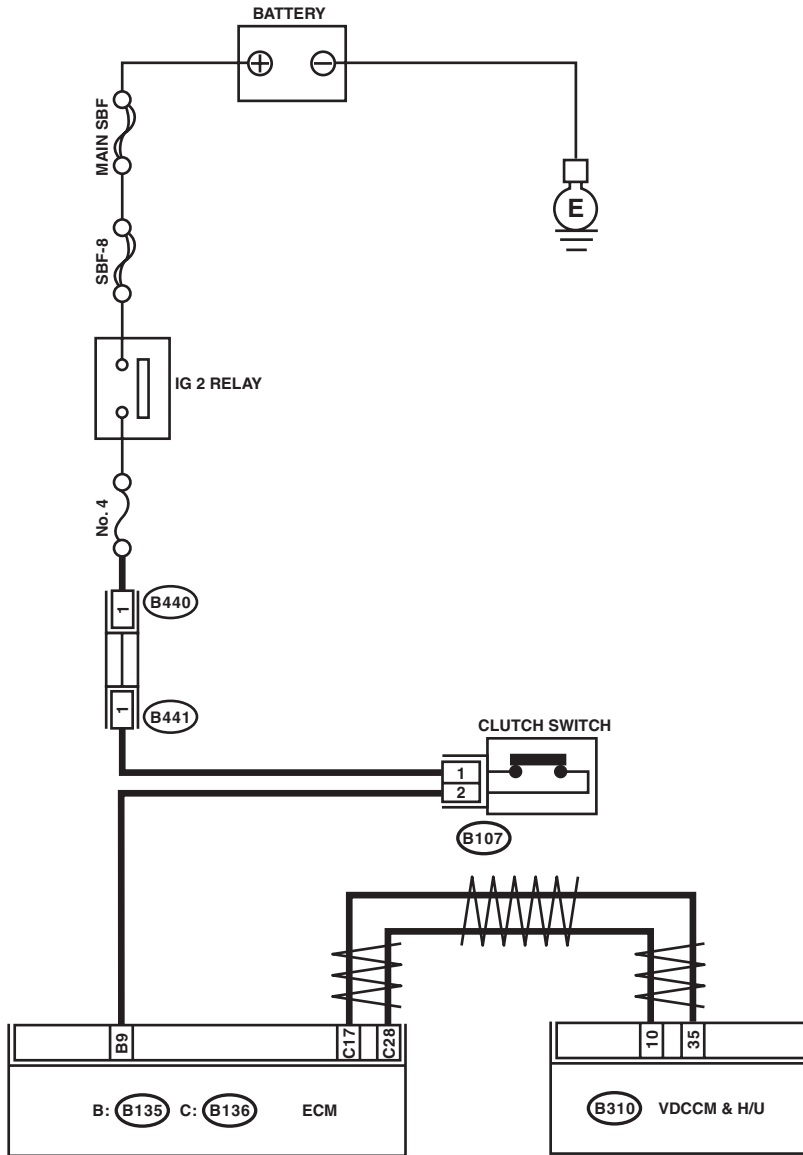 BATTERY
MAIN SBF
E
SBF-8
IG 2 RELAY
No. 4
1
B440
1
B441
CLUTCH SWITCH
1
2
B107
B9
C17
C28
10
35
B: B135 C: B136 ECM
B310 VDCCM & H/U